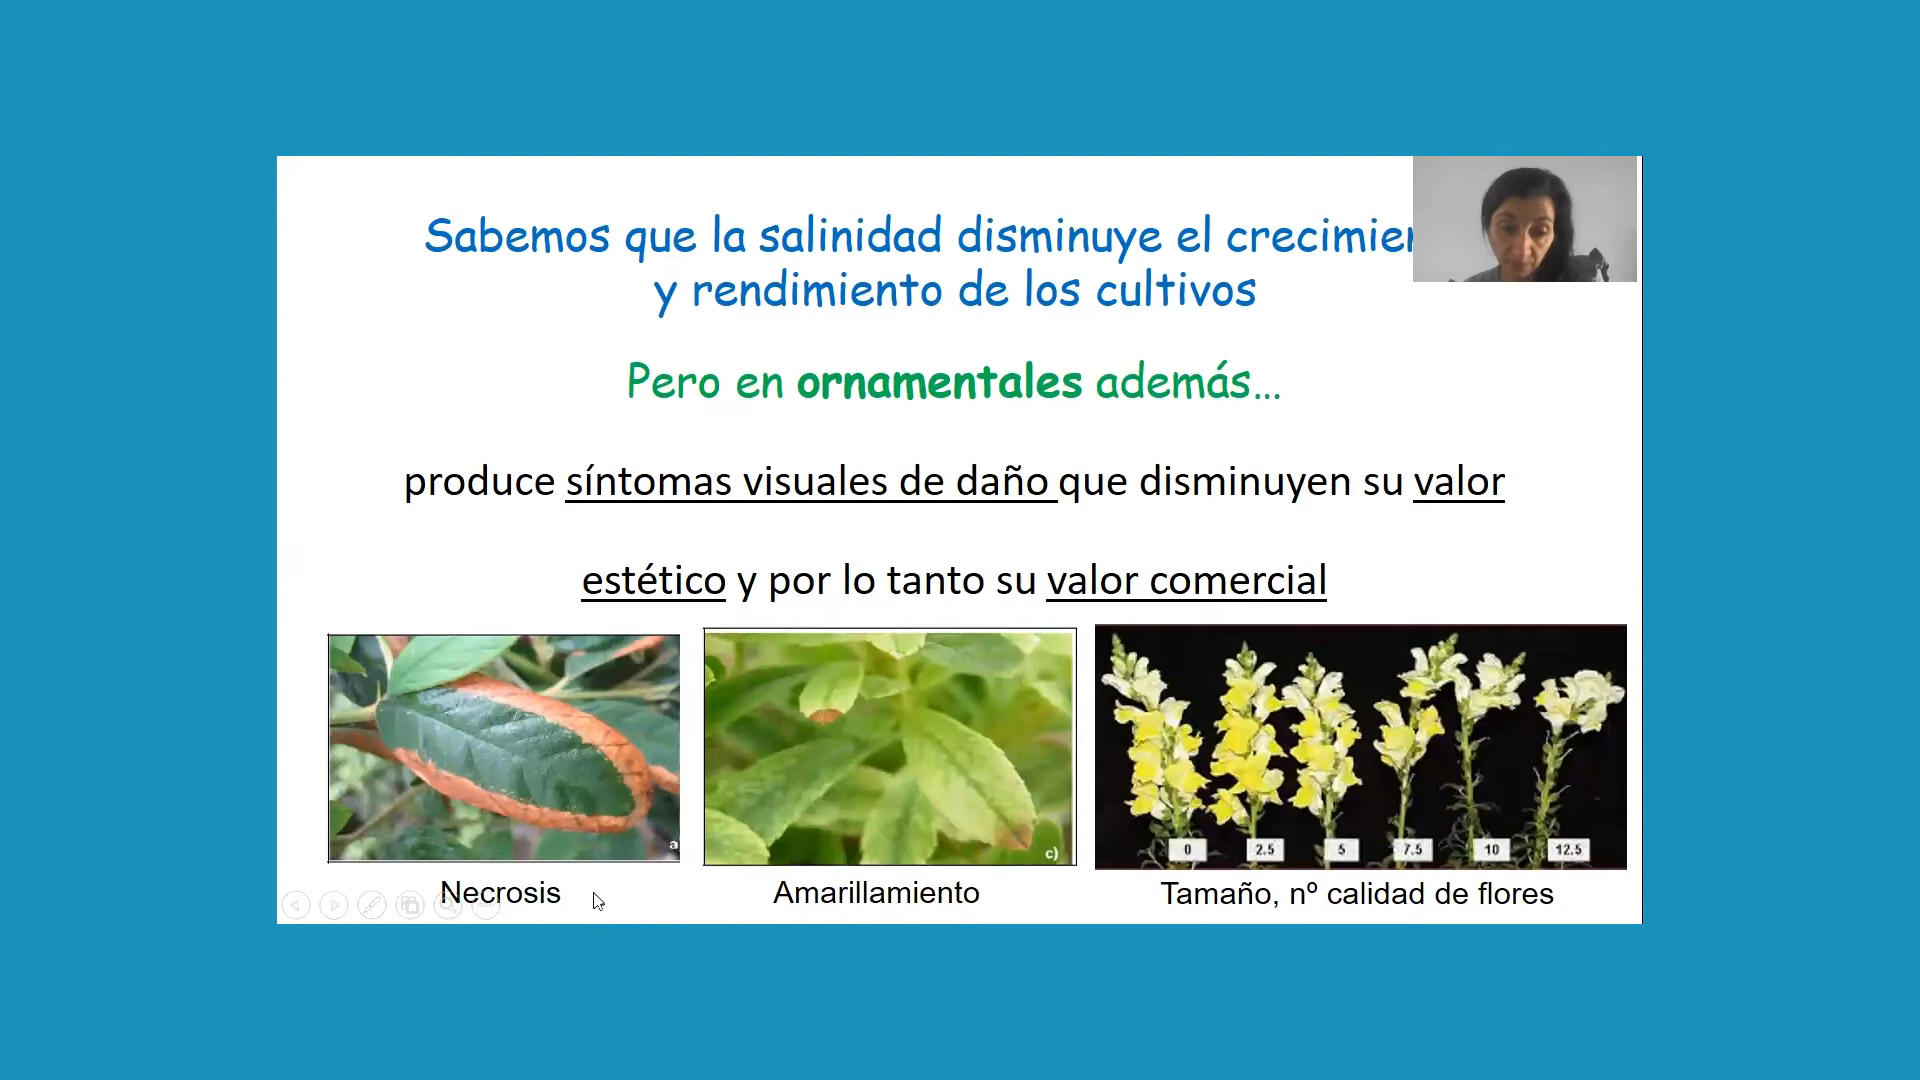 Sabemos que la salinidad disminuye el
y rendimiento de los cultivos
Pero en ornamentales además...
produce síntomas visuales de daño que disminuyen su valor
estético y por lo tanto su valor comercial
a
c)
0 2.5 5 7.5 10 12.5
Necrosis
Amarillamiento
Tamaño, nº calidad de flores